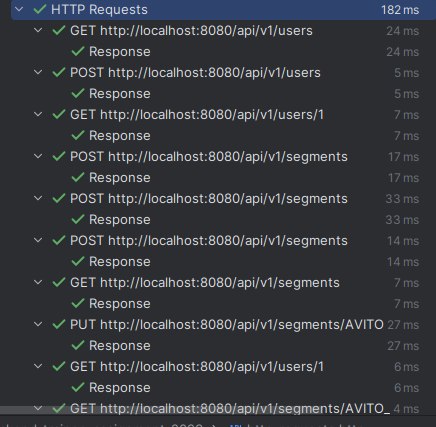 HTTP Requests 182 ms
GET http://localhost:8080/api/v1/users 24 ms
Response 24 ms
POST http://localhost:8080/api/v1/users 5 ms
Response 5 ms
GET http://localhost:8080/api/v1/users/1 7 ms
Response 7 ms
POST http://localhost:8080/api/v1/segments 17 ms
Response 17 ms
POST http://localhost:8080/api/v1/segments 33 ms
Response 33 ms
POST http://localhost:8080/api/v1/segments 14 ms
Response 14 ms
GET http://localhost:8080/api/v1/segments 7 ms
Response 7 ms
PUT http://localhost:8080/api/v1/segments/AVITO 27 ms
Response 27 ms
GET http://localhost:8080/api/v1/users/1 6 ms
Response 6 ms
GET http://localhost:8080/api/v1/segments/AVITO_ 4 ms